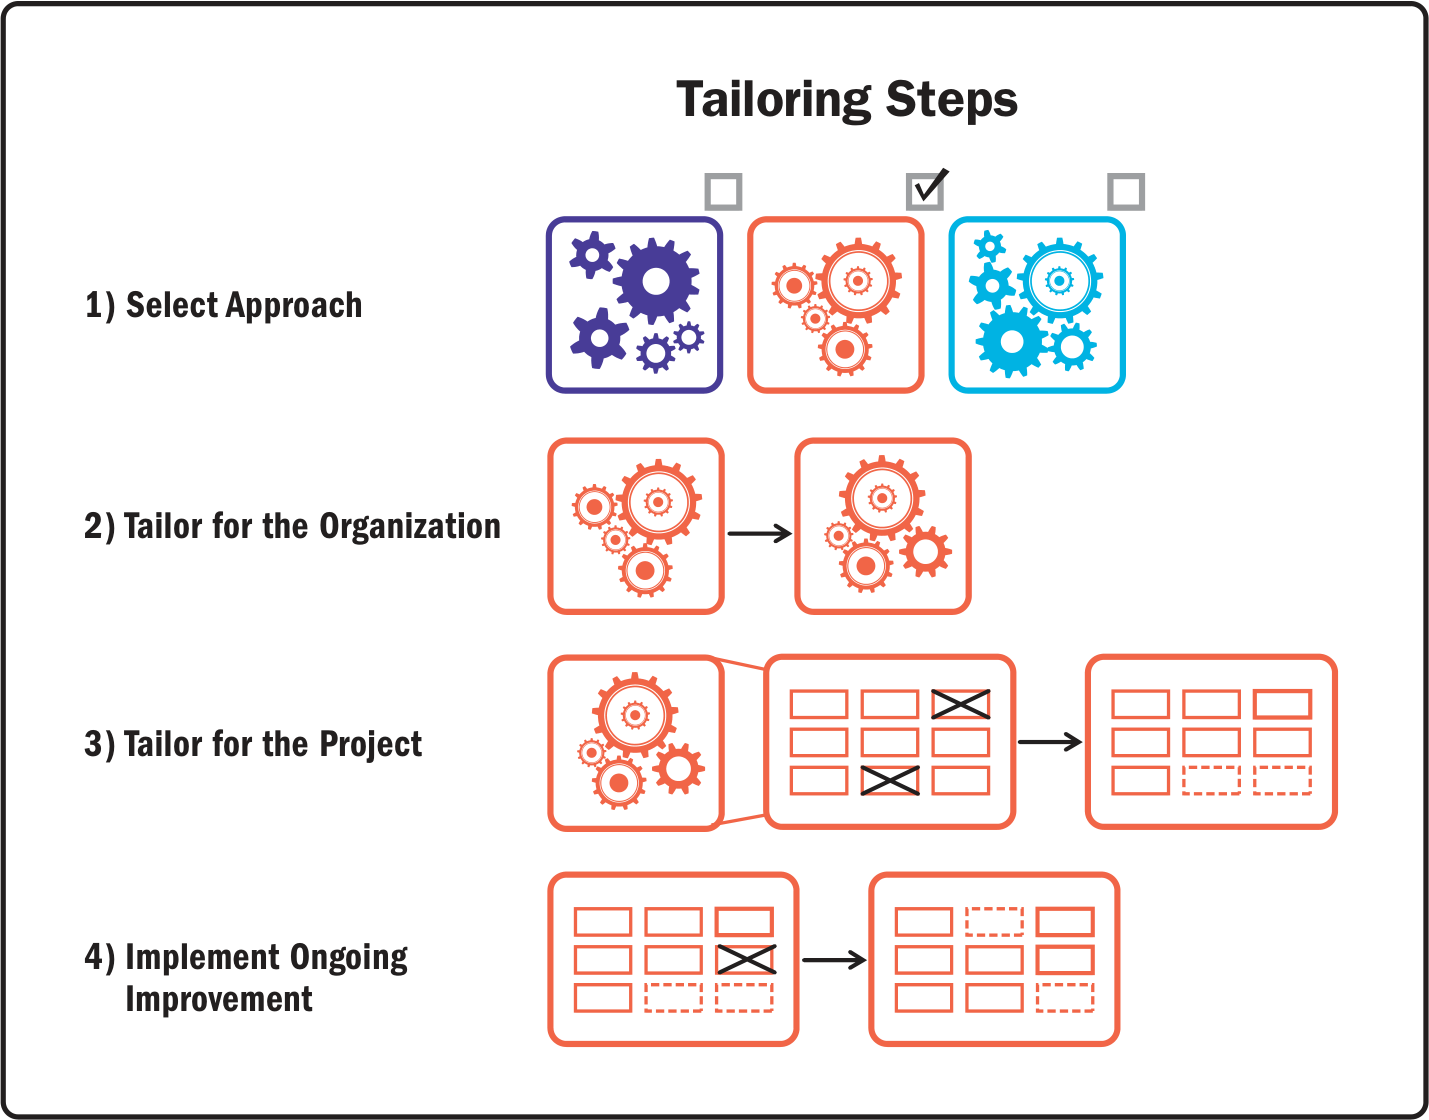 Tailoring Steps
1) Select Approach
2) Tailor for the Organization
3) Tailor for the Project
4) Implement Ongoing
Improvement